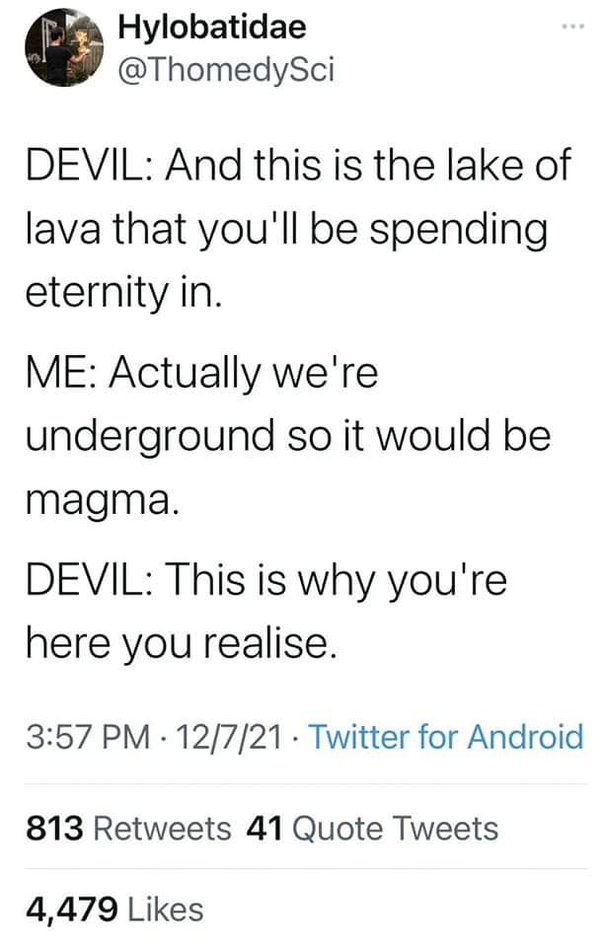 Hylobatidae
@ThomedySci
DEVIL: And this is the lake of
lava that you'll be spending
eternity in.
ME: Actually we're
underground so it would be
magma.
DEVIL: This is why you're
here you realise.
3:57 PM · 12/7/21 · Twitter for Android
813 Retweets 41 Quote Tweets
4,479 Likes